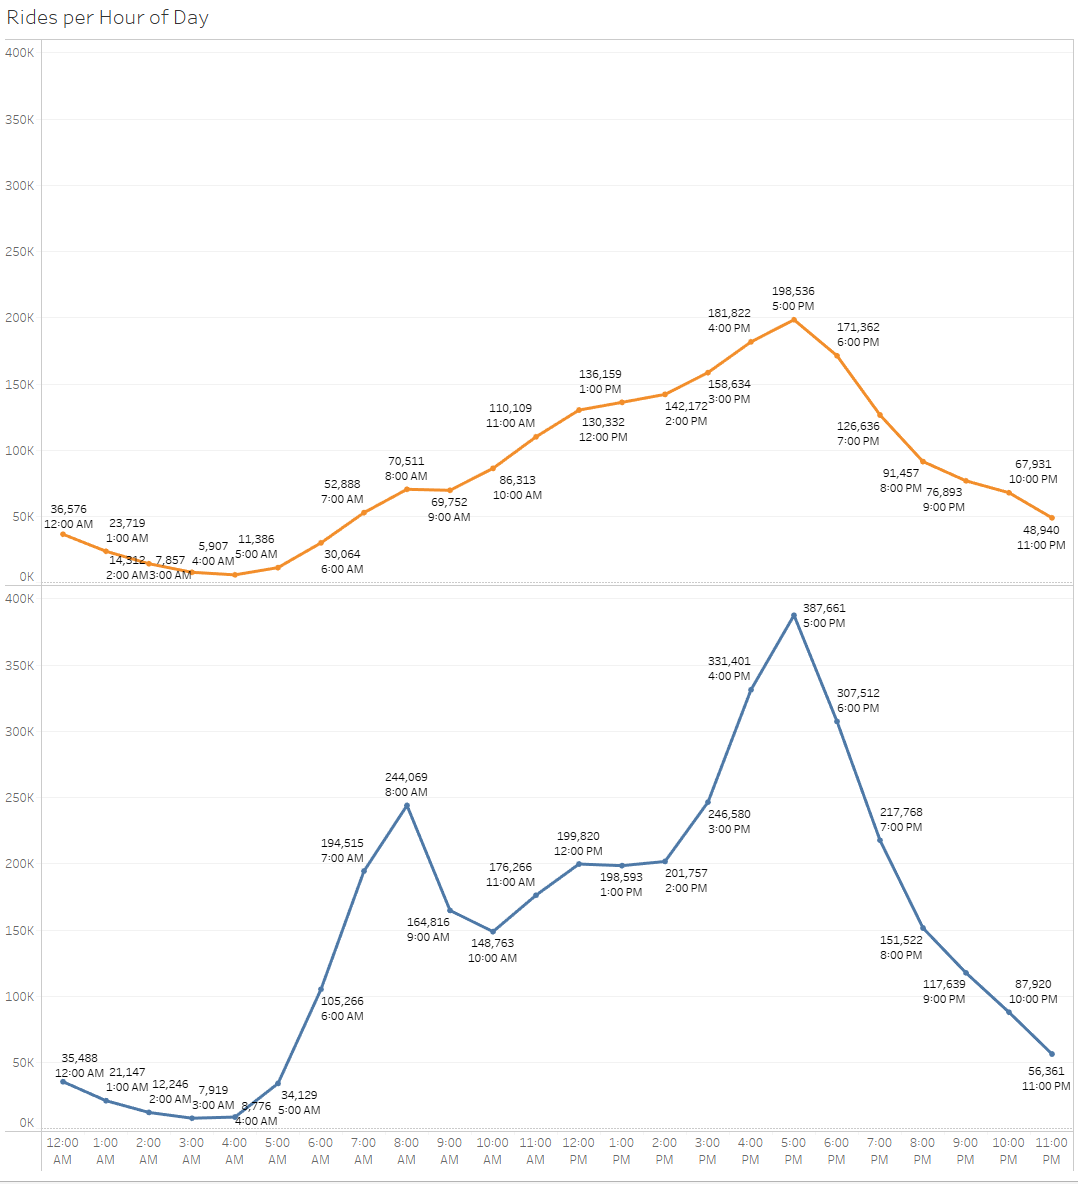 Rides per Hour of Day
400K
350K
300K
250K
200K
150K
100K
50K
0K
36,576
12:00 AM
23,719
1:00 AM
14,312
2:00 AM
7,857
3:00 AM
5,907
4:00 AM
11,386
5:00 AM
30,064
6:00 AM
52,888
7:00 AM
70,511
8:00 AM
69,752
9:00 AM
86,313
10:00 AM
110,109
11:00 AM
130,332
12:00 PM
136,159
1:00 PM
142,172
2:00 PM
158,634
3:00 PM
181,822
4:00 PM
198,536
5:00 PM
171,362
6:00 PM
126,636
7:00 PM
91,457
8:00 PM
76,893
9:00 PM
67,931
10:00 PM
48,940
11:00 PM
400K
350K
300K
250K
200K
150K
100K
50K
0K
35,488
12:00 AM
21,147
1:00 AM
12,246
2:00 AM
7,919
3:00 AM
8,776
4:00 AM
34,129
5:00 AM
105,266
6:00 AM
194,515
7:00 AM
244,069
8:00 AM
164,816
9:00 AM
148,763
10:00 AM
176,266
11:00 AM
199,820
12:00 PM
198,593
1:00 PM
201,757
2:00 PM
246,580
3:00 PM
331,401
4:00 PM
387,661
5:00 PM
307,512
6:00 PM
217,768
7:00 PM
151,522
8:00 PM
117,639
9:00 PM
87,920
10:00 PM
56,361
11:00 PM
12:00 1:00 2:00 3:00 4:00 5:00 6:00 7:00 8:00 9:00 10:00 11:00 12:00 1:00 2:00 3:00 4:00 5:00 6:00 7:00 8:00 9:00 10:00 11:00
AM AM AM AM AM AM AM AM AM AM AM AM PM PM PM PM PM PM PM PM PM PM PM PM